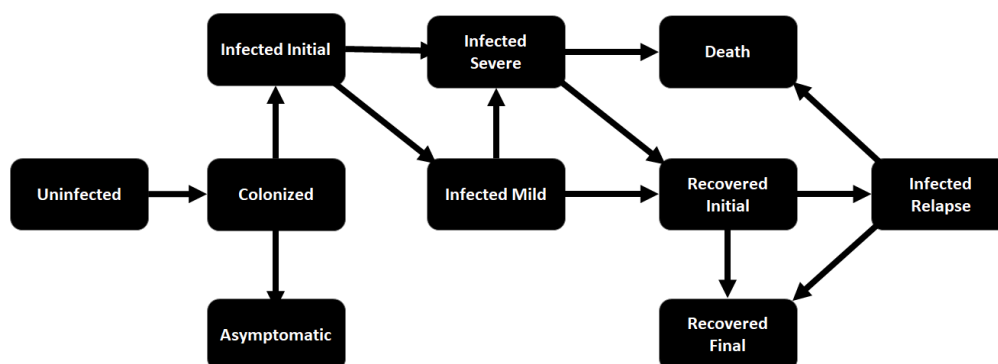 Infected Initial
Infected
Severe
Death
Uninfected
Colonized
Infected Mild
Recovered
Initial
Infected
Relapse
Asymptomatic
Recovered
Final